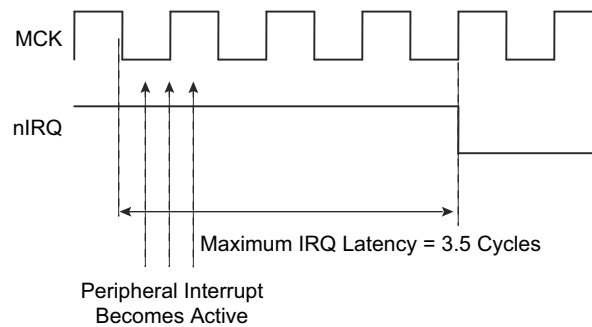 MCK
nIRQ
Maximum IRQ Latency = 3.5 Cycles
Peripheral Interrupt
Becomes Active